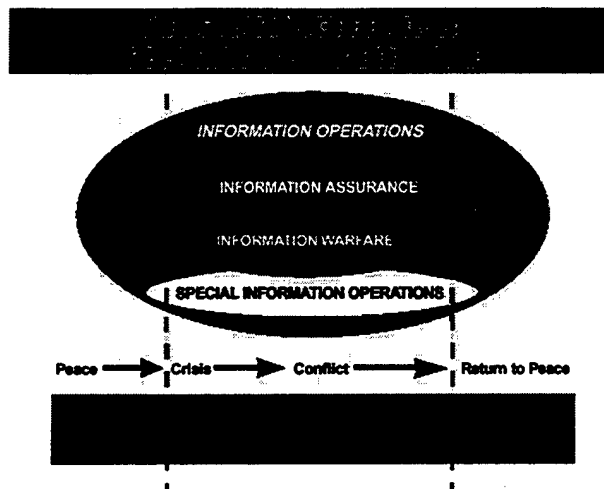 INFORMATION OPERATIONS
INFORMATION ASSURANCE
INFORMATION WARFARE
SPECIAL INFORMATION OPERATIONS
Peace Crisis Conflict Return to Peace